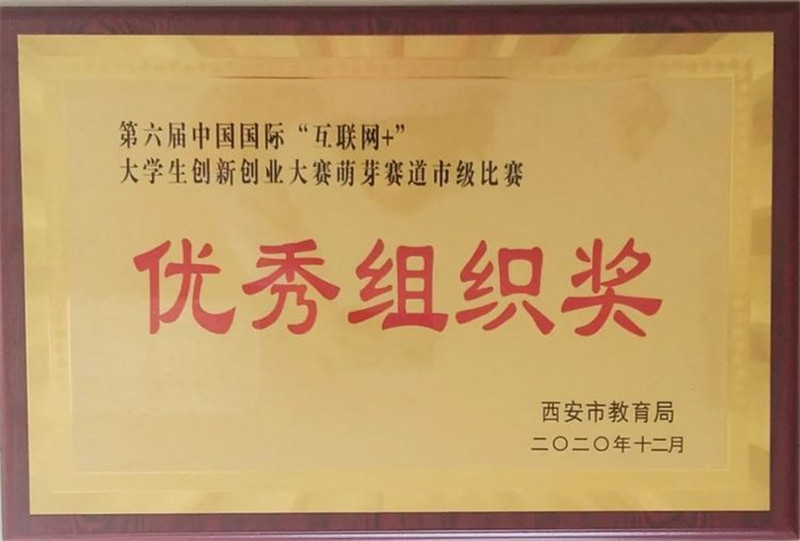 第六届中国国际“互联网+”
大学生创新创业大赛萌芽赛道市级比赛
优秀组织奖
西安市教育局
二〇二〇年十二月